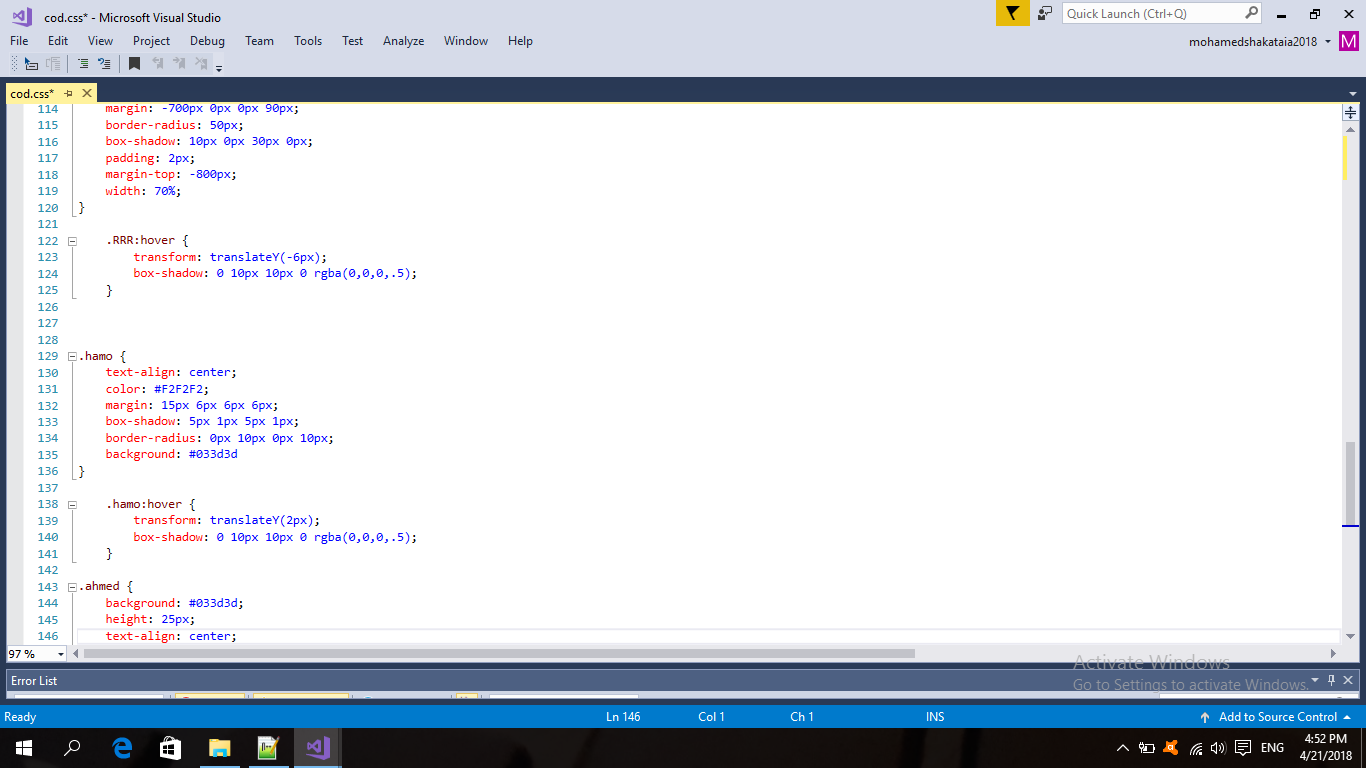 cod.css* - Microsoft Visual Studio
Quick Launch (Ctrl+Q)
File Edit View Project Debug Team Tools Test Analyze Window Help
mohamedshakataia2018 M
cod.css*
114 margin: -700px 0px 0px 90px;
115 border-radius: 50px;
116 box-shadow: 10px 0px 30px 0px;
117 padding: 2px;
118 margin-top: -800px;
119 width: 70%;
120 }
121
122 .RRR:hover {
123 transform: translateY(-6px);
124 box-shadow: 0 10px 10px 0 rgba(0,0,0,.5);
125 }
126
127
128
129 .hamo {
130 text-align: center;
131 color: #F2F2F2;
132 margin: 15px 6px 6px 6px;
133 box-shadow: 5px 1px 5px 1px;
134 border-radius: 0px 10px 0px 10px;
135 background: #033d3d
136 }
137
138 .hamo:hover {
139 transform: translateY(2px);
140 box-shadow: 0 10px 10px 0 rgba(0,0,0,.5);
141 }
142
143 .ahmed {
144 background: #033d3d;
145 height: 25px;
146 text-align: center;
97 %
Activate Windows
Go to Settings to activate Windows.
Error List
Ready Ln 146 Col 1 Ch 1 INS Add to Source Control
ENG
4:52 PM
4/21/2018